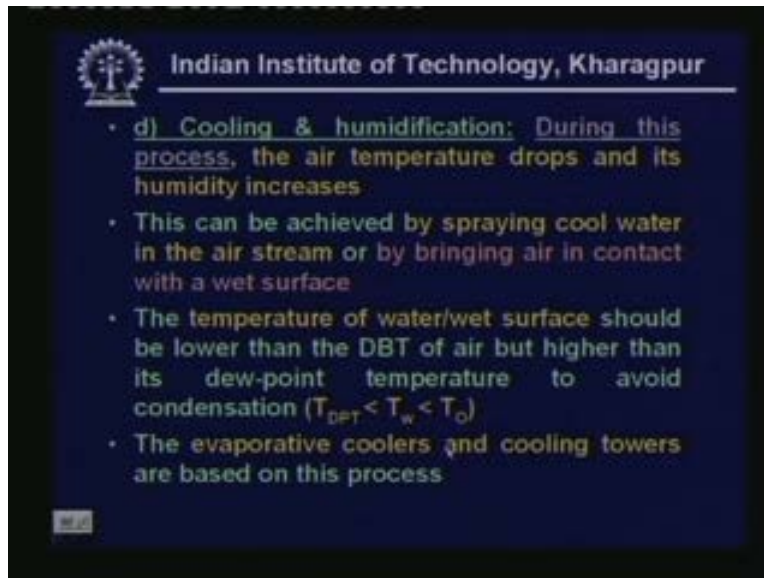 Indian Institute of Technology, Kharagpur
• d) Cooling & humidification: During this
process, the air temperature drops and its
humidity increases
• This can be achieved by spraying cool water
in the air stream or by bringing air in contact
with a wet surface
• The temperature of water/wet surface should
be lower than the DBT of air but higher than
its dew-point temperature to avoid
condensation (T_DPT < T_w < T_O)
• The evaporative coolers and cooling towers
are based on this process